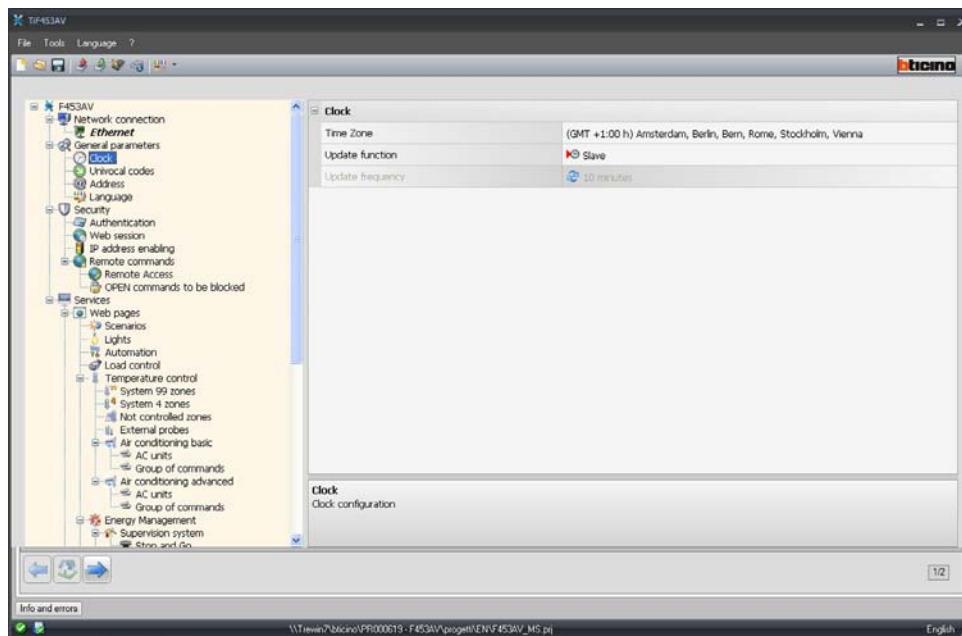 TiF453AV
File Tools Language ?
bticino
F453AV
Network connection
Ethernet
General parameters
Clock
Univocal codes
Address
Language
Security
Authentication
Web session
IP address enabling
Remote commands
Remote Access
OPEN commands to be blocked
Services
Web pages
Scenarios
Lights
Automation
Load control
Temperature control
System 99 zones
System 4 zones
Not controlled zones
External probes
Air conditioning basic
AC units
Group of commands
Air conditioning advanced
AC units
Group of commands
Energy Management
Supervision system
Stop and Go
Clock
Time Zone (GMT +1:00 h) Amsterdam, Berlin, Bern, Rome, Stockholm, Vienna
Update function Slave
Update frequency 10 minutes
Clock
Clock configuration
1/2
Info and errors
\\Trewin7\bticino\PR000619 - F453AV\progetti\EN\F453AV_MS.prj English